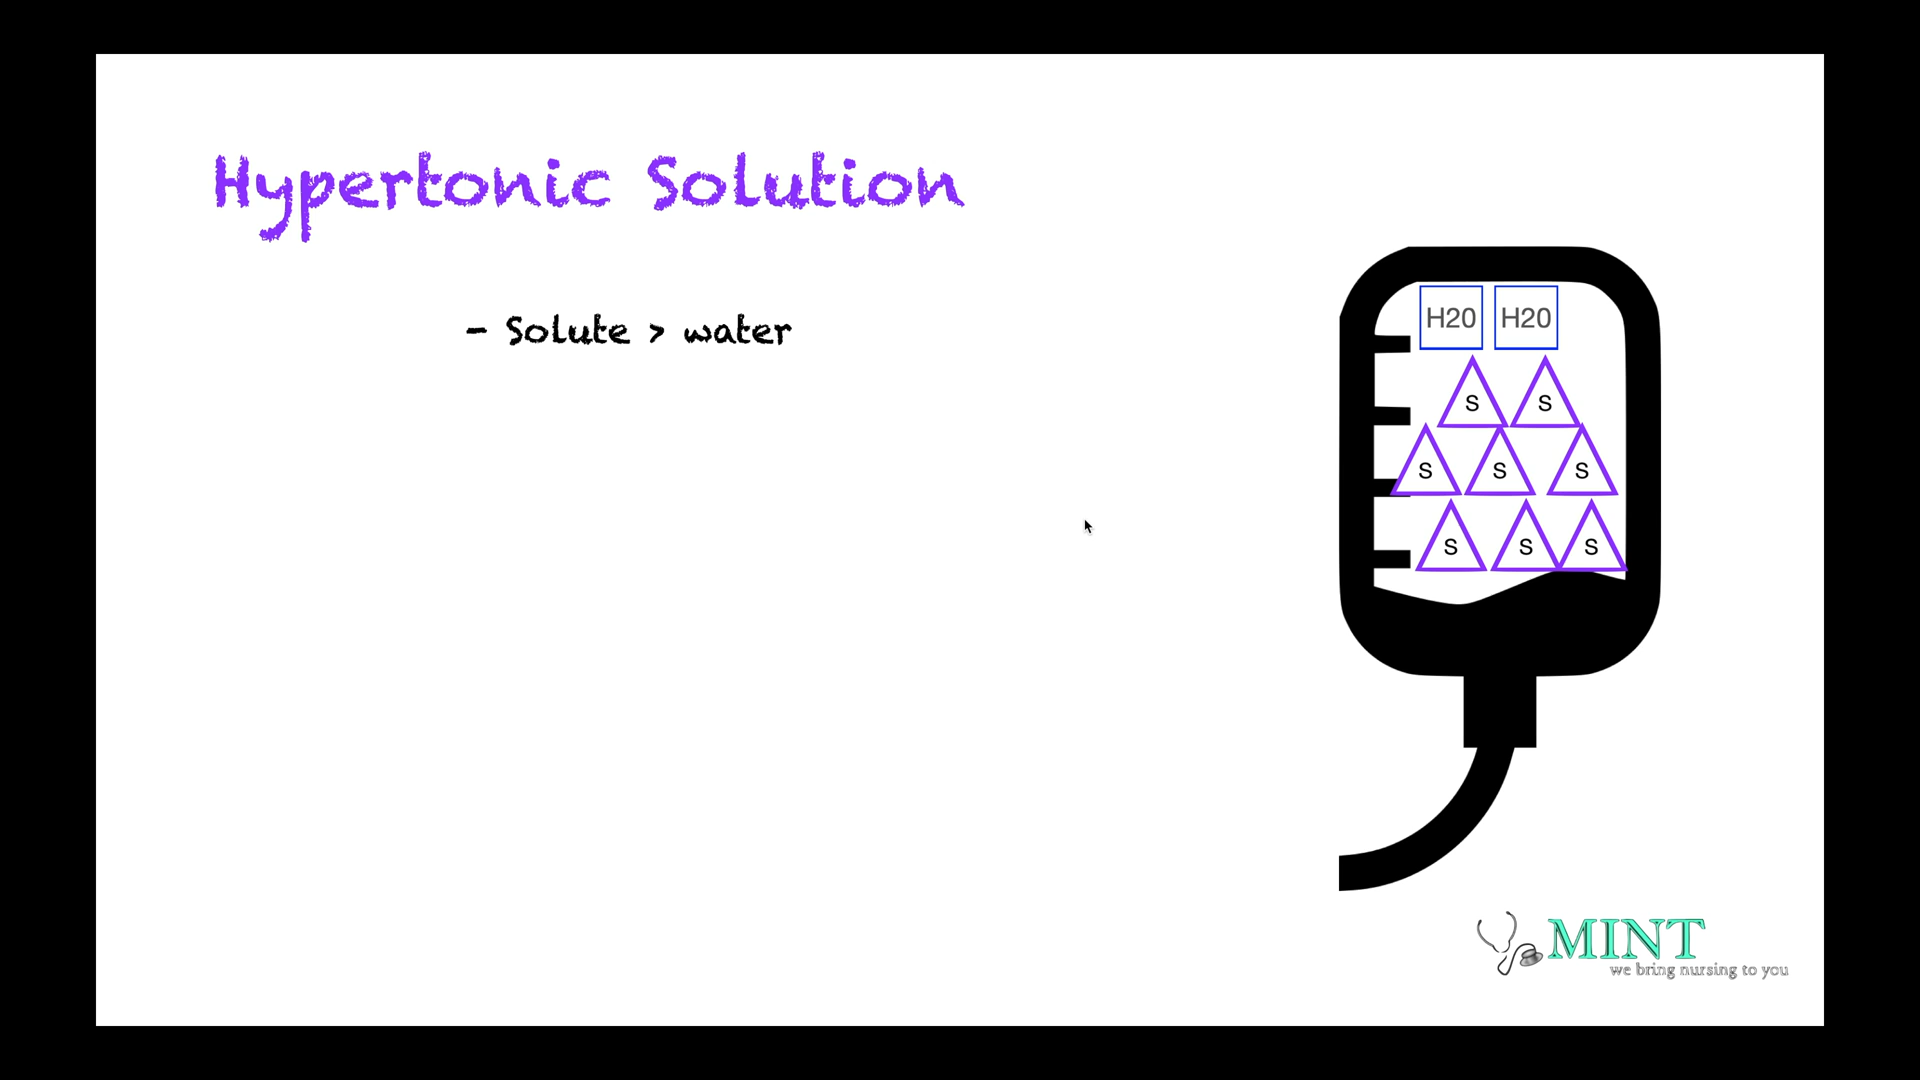 Hypertonic Solution
- Solute > water
H20 H20
S S
S S S
S S S
MINT
we bring nursing to you